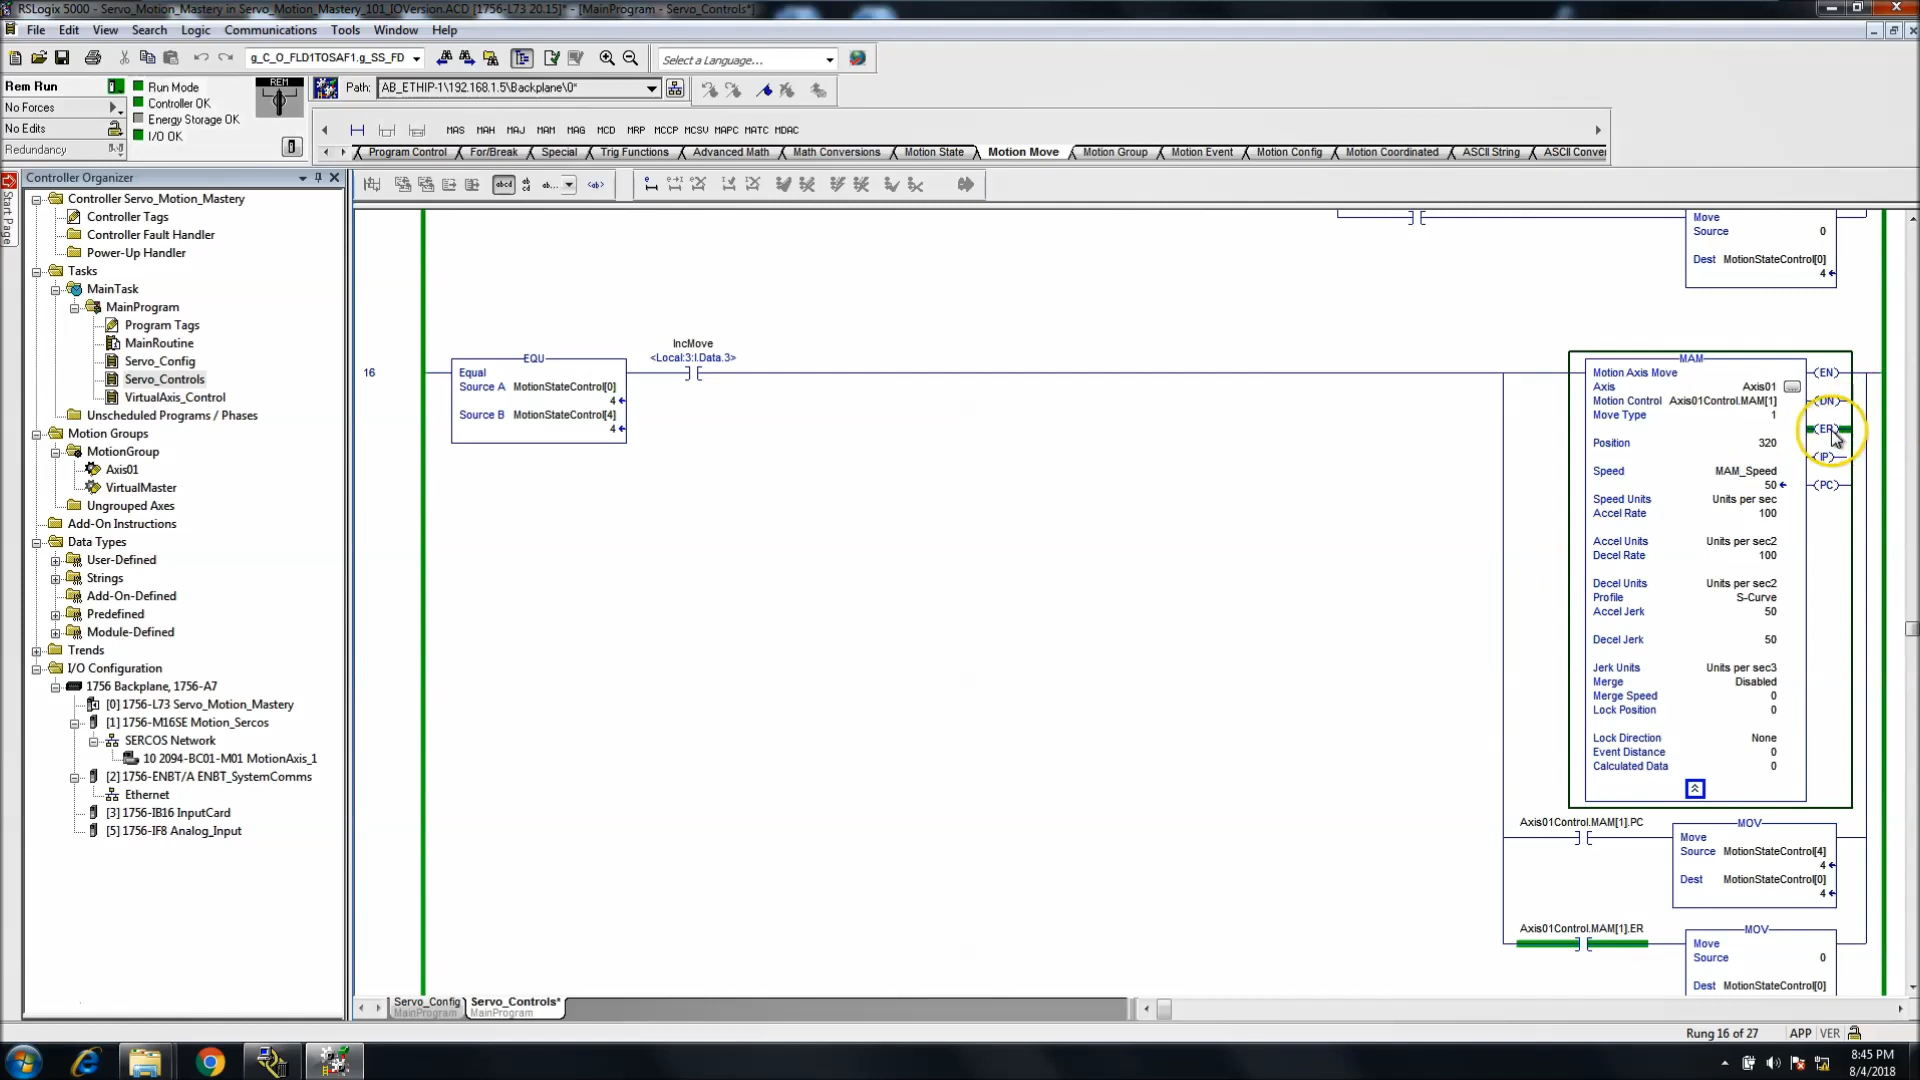 RSLogix 5000 - Servo_Motion_Mastery in Servo_Motion_Mastery_101_IOVersion.ACD [1756-L73 20.15]* - [MainProgram - Servo_Controls*]
File Edit View Search Logic Communications Tools Window Help
g_C_O_FLD1TOSAF1.g_SS_FD
Select a Language...
Rem Run
Run Mode
REM
Path: AB_ETHIP-1\192.168.1.5\Backplane\0*
No Forces
Controller OK
Energy Storage OK
No Edits
I/O OK
Redundancy
MAS MAH MAJ MAM MAG MCD MRP MCCP MCSV MAPC MATC MDAC
Program Control For/Break Special Trig Functions Advanced Math Math Conversions Motion State Motion Move Motion Group Motion Event Motion Config Motion Coordinated ASCII String ASCII Conver
Start Page
Controller Organizer
Controller Servo_Motion_Mastery
Controller Tags
Controller Fault Handler
Power-Up Handler
Tasks
MainTask
MainProgram
Program Tags
MainRoutine
Servo_Config
Servo_Controls
VirtualAxis_Control
Unscheduled Programs / Phases
Motion Groups
MotionGroup
Axis01
VirtualMaster
Ungrouped Axes
Add-On Instructions
Data Types
User-Defined
Strings
Add-On-Defined
Predefined
Module-Defined
Trends
I/O Configuration
1756 Backplane, 1756-A7
[0] 1756-L73 Servo_Motion_Mastery
[1] 1756-M16SE Motion_Sercos
SERCOS Network
10 2094-BC01-M01 MotionAxis_1
[2] 1756-ENBT/A ENBT_SystemComms
Ethernet
[3] 1756-IB16 InputCard
[5] 1756-IF8 Analog_Input
Move
Source 0
Dest MotionStateControl[0]
4
16
EQU
Equal
Source A MotionStateControl[0]
4
Source B MotionStateControl[4]
4
IncMove
<Local:3:I.Data.3>
MAM
Motion Axis Move
Axis Axis01 ...
Motion Control Axis01Control.MAM[1]
Move Type 1
Position 320
Speed MAM_Speed
50
Speed Units Units per sec
Accel Rate 100
Accel Units Units per sec2
Decel Rate 100
Decel Units Units per sec2
Profile S-Curve
Accel Jerk 50
Decel Jerk 50
Jerk Units Units per sec3
Merge Disabled
Merge Speed 0
Lock Position 0
Lock Direction None
Event Distance 0
Calculated Data 0
(EN)
(DN)
(ER)
(IP)
(PC)
Axis01Control.MAM[1].PC
MOV
Move
Source MotionStateControl[4]
4
Dest MotionStateControl[0]
4
Axis01Control.MAM[1].ER
MOV
Move
Source 0
Dest MotionStateControl[0]
Servo_Config
MainProgram
Servo_Controls*
MainProgram
Rung 16 of 27 APP VER
8:45 PM
8/4/2018